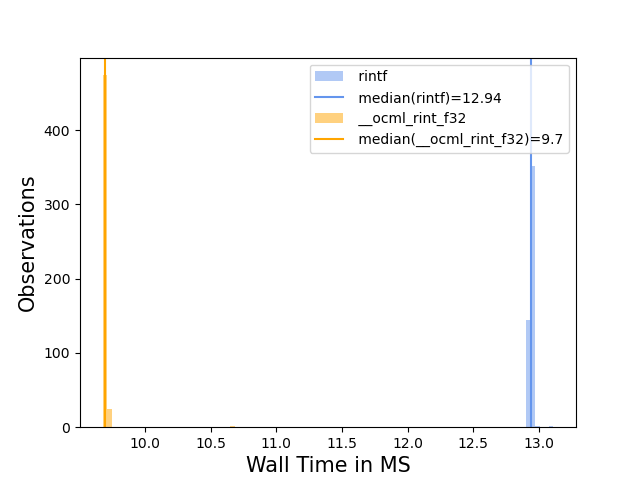 rintf
median(rintf)=12.94
__ocml_rint_f32
median(__ocml_rint_f32)=9.7
Observations
400
300
200
100
0
10.0 10.5 11.0 11.5 12.0 12.5 13.0
Wall Time in MS